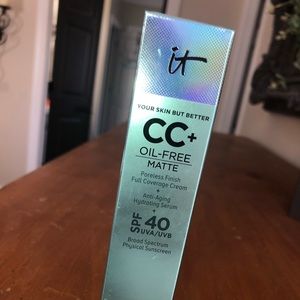 it
YOUR SKIN BUT BETTER
CC+
OIL-FREE
MATTE
Poreless Finish
Full Coverage Cream
+
Anti-Aging
Hydrating Serum
+
SPF 40
UVA/UVB
Broad Spectrum
Physical Sunscreen